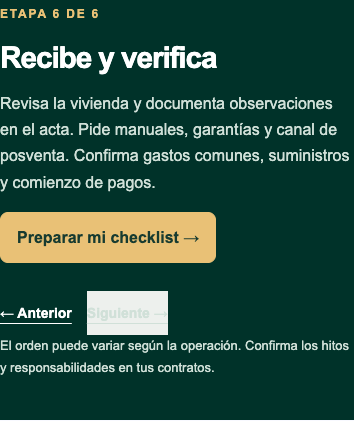 ETAPA 6 DE 6
Recibe y verifica
Revisa la vivienda y documenta observaciones
en el acta. Pide manuales, garantías y canal de
posventa. Confirma gastos comunes, suministros
y comienzo de pagos.
Preparar mi checklist →
← Anterior Siguiente →
El orden puede variar según la operación. Confirma los hitos
y responsabilidades en tus contratos.